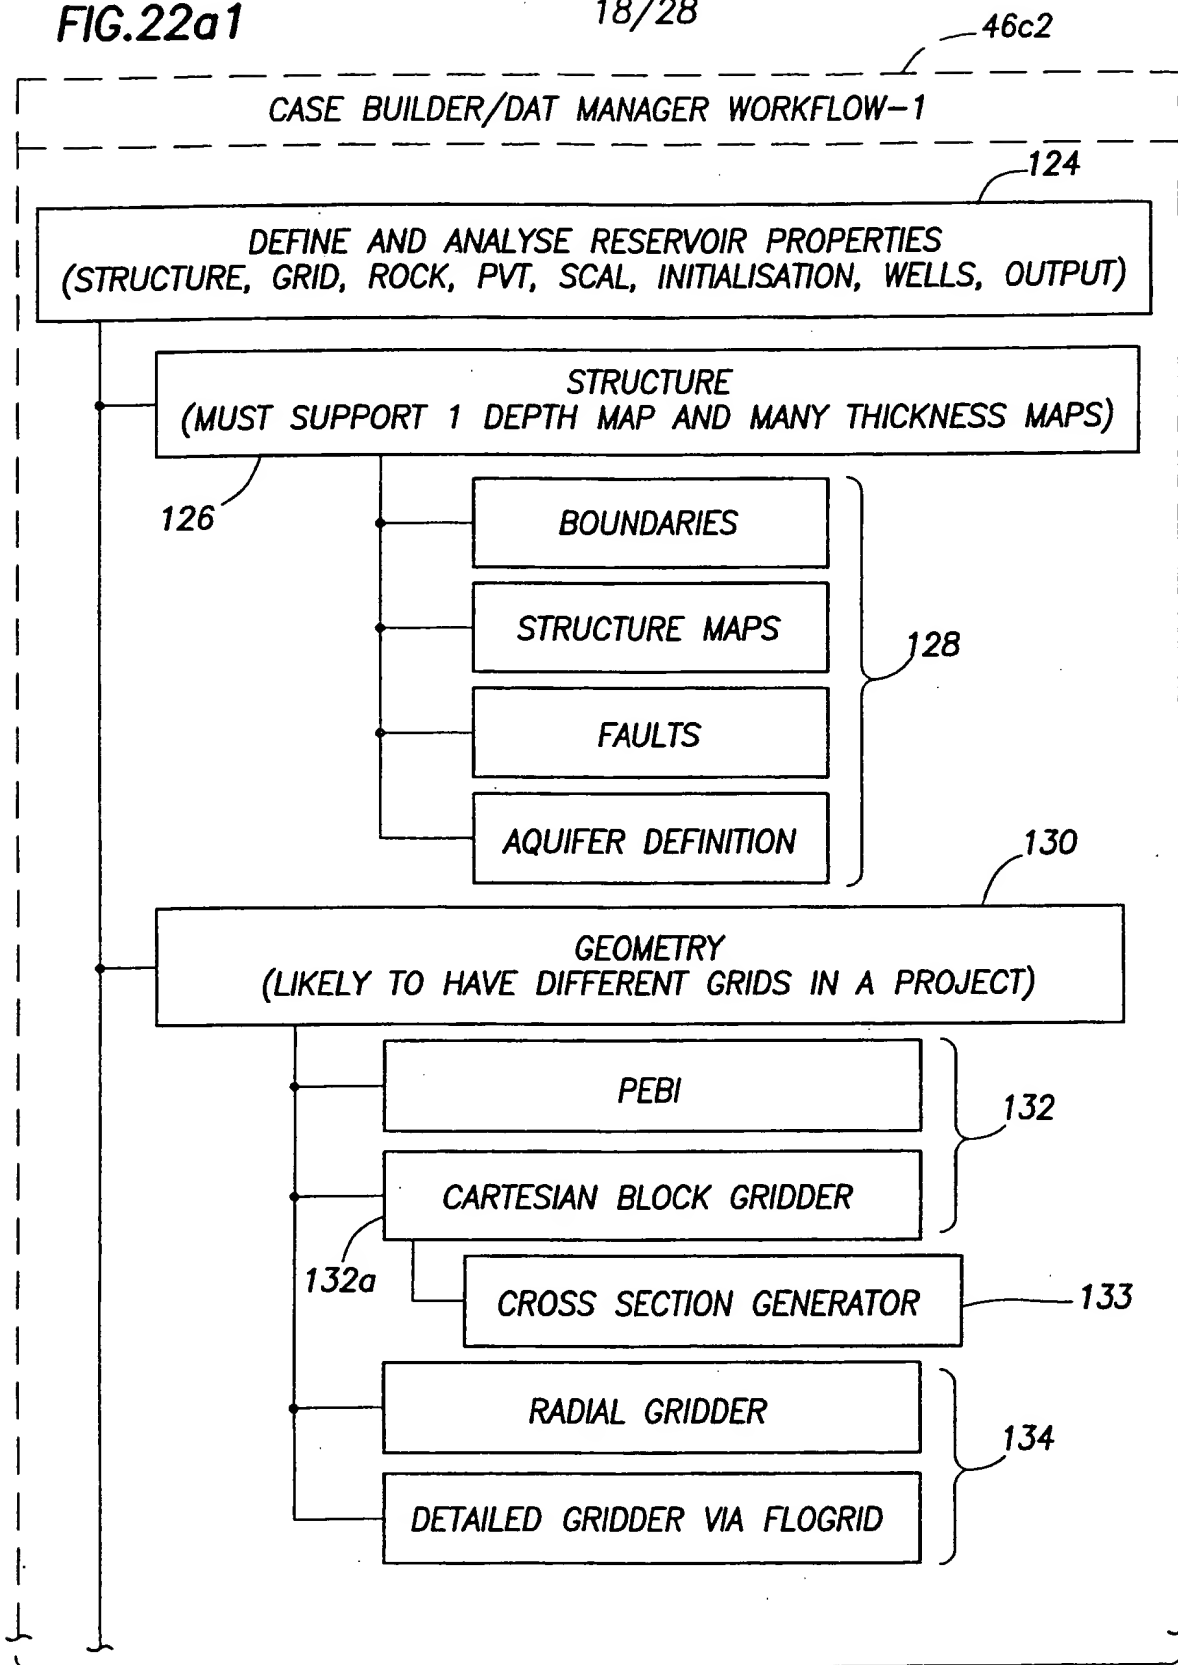 FIG.22a1
18/28
46c2
CASE BUILDER/DAT MANAGER WORKFLOW-1
124
DEFINE AND ANALYSE RESERVOIR PROPERTIES
(STRUCTURE, GRID, ROCK, PVT, SCAL, INITIALISATION, WELLS, OUTPUT)
STRUCTURE
(MUST SUPPORT 1 DEPTH MAP AND MANY THICKNESS MAPS)
126
BOUNDARIES
STRUCTURE MAPS
128
FAULTS
AQUIFER DEFINITION
130
GEOMETRY
(LIKELY TO HAVE DIFFERENT GRIDS IN A PROJECT)
PEBI
132
CARTESIAN BLOCK GRIDDER
132a
CROSS SECTION GENERATOR
133
RADIAL GRIDDER
134
DETAILED GRIDDER VIA FLOGRID